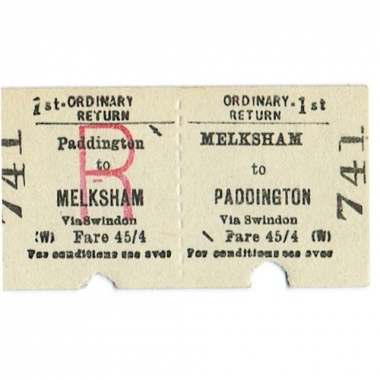 1st-ORDINARY
RETURN
R
Paddington
to
MELKSHAM
Via Swindon
(W) Fare 45/4
For conditions see over
741
ORDINARY-1st
RETURN
MELKSHAM
to
PADDINGTON
Via Swindon
Fare 45/4 (W)
For conditions see over
741